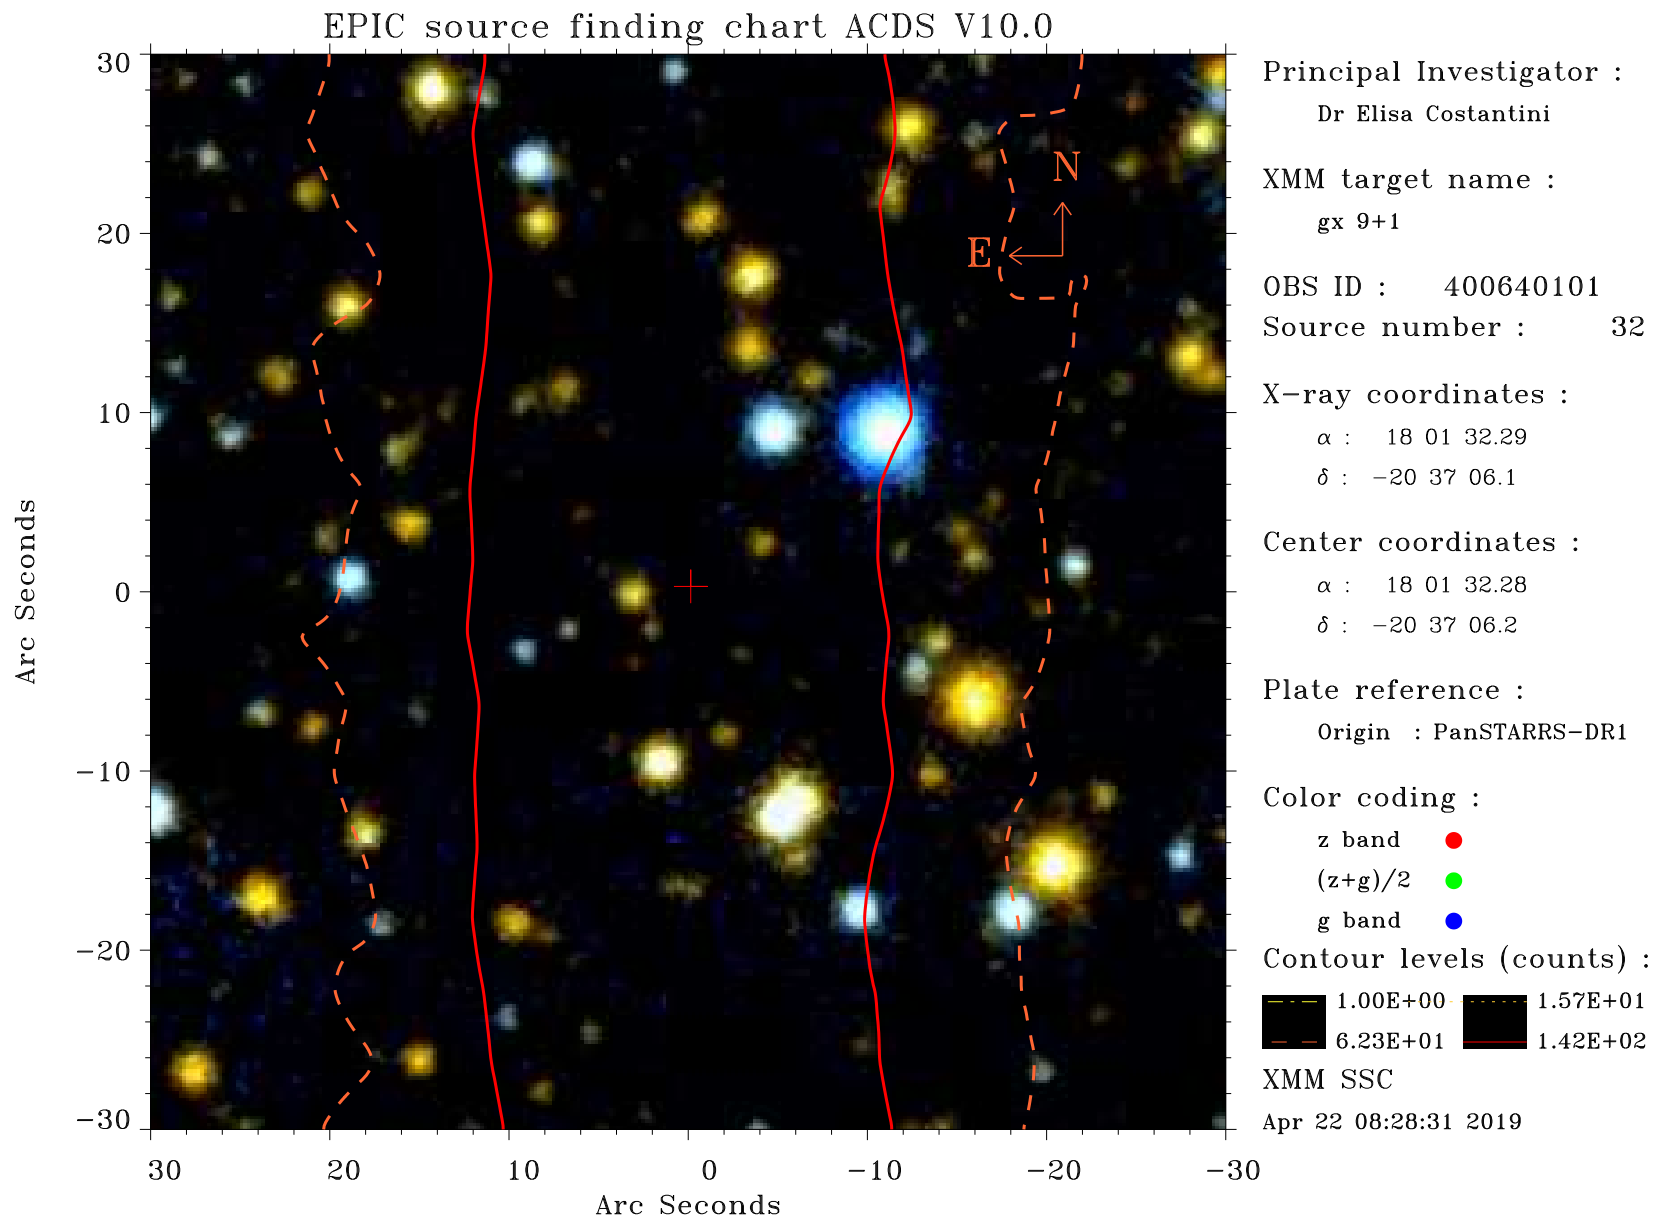 EPIC source finding chart ACDS V10.0
30
20
10
0
−10
−20
−30
Arc Seconds
30
20
10
0
−10
−20
−30
Arc Seconds
N
E
Principal Investigator :
Dr Elisa Costantini
XMM target name :
gx 9+1
OBS ID : 400640101
Source number : 32
X−ray coordinates :
α : 18 01 32.29
δ : −20 37 06.1
Center coordinates :
α : 18 01 32.28
δ : −20 37 06.2
Plate reference :
Origin : PanSTARRS−DR1
Color coding :
z band
(z+g)/2
g band
Contour levels (counts) :
1.00E+00 1.57E+01
6.23E+01 1.42E+02
XMM SSC
Apr 22 08:28:31 2019